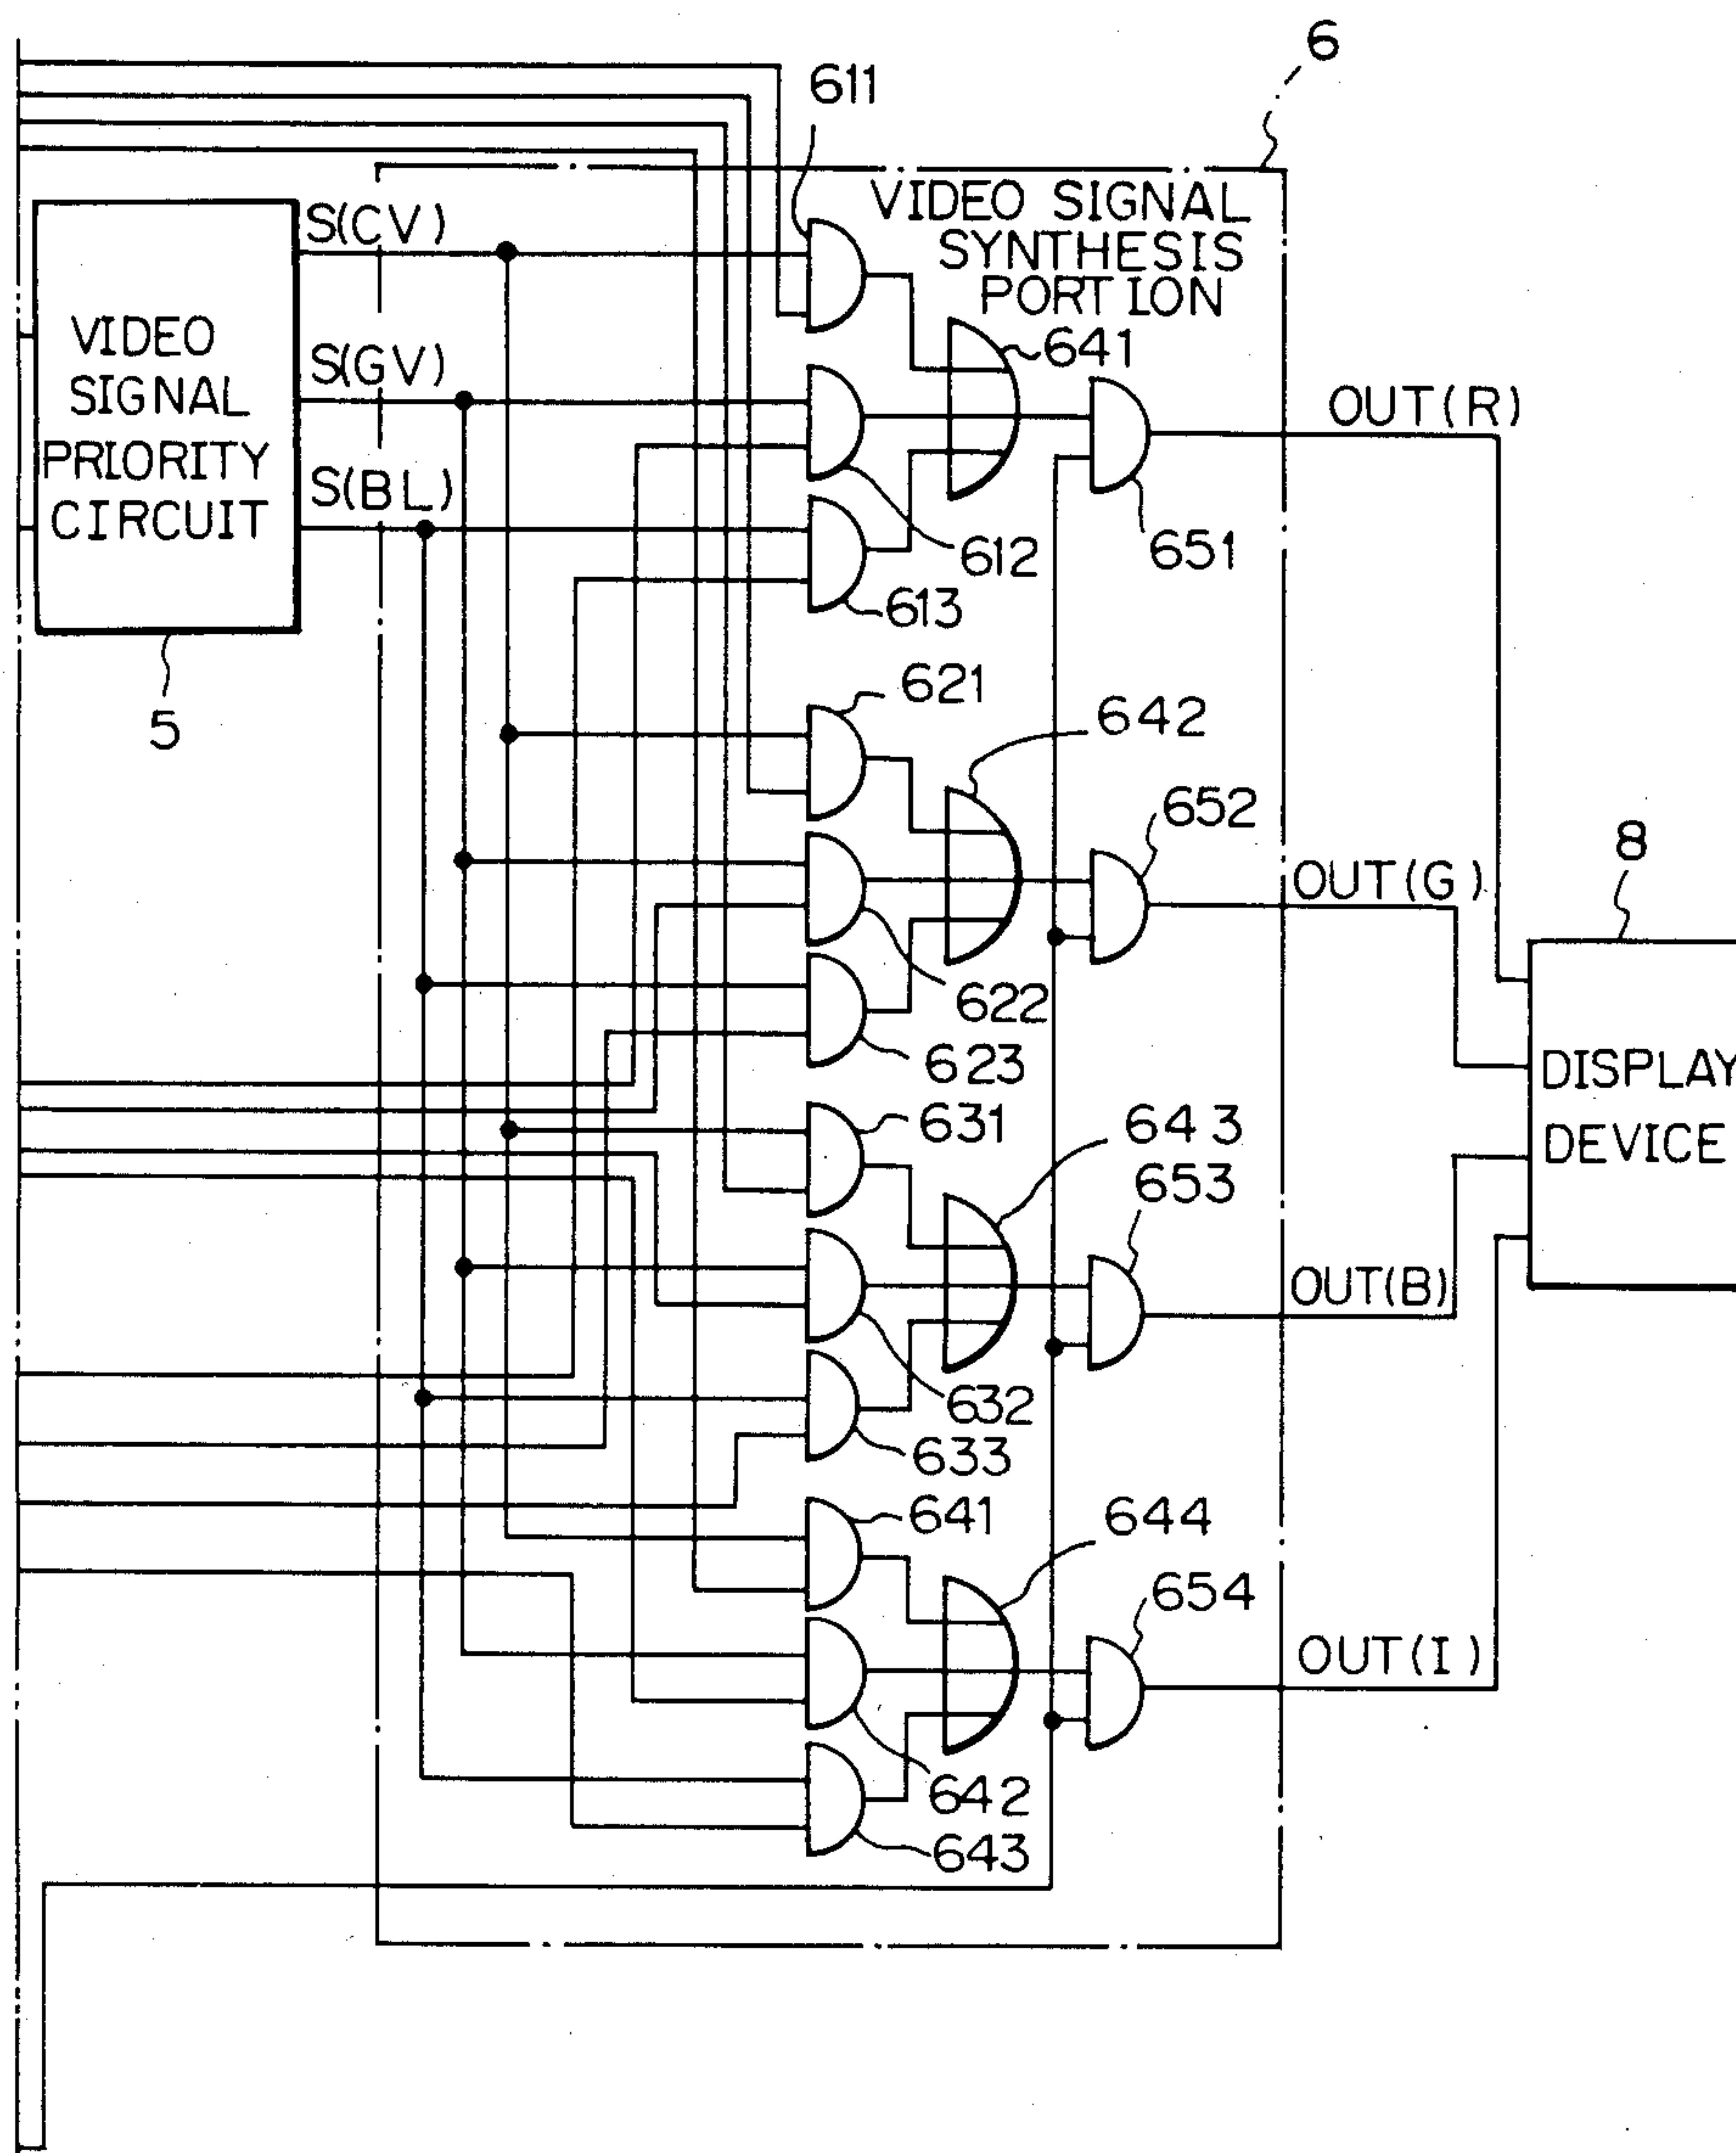 6
611
VIDEO SIGNAL
SYNTHESIS
PORTION
S(CV)
VIDEO
SIGNAL
PRIORITY
CIRCUIT
S(GV)
S(BL)
641
OUT(R)
612
651
613
5
621
642
652
OUT(G)
8
622
623
DISPLAY
DEVICE
631
643
653
OUT(B)
632
633
641
644
654
OUT(I)
642
643